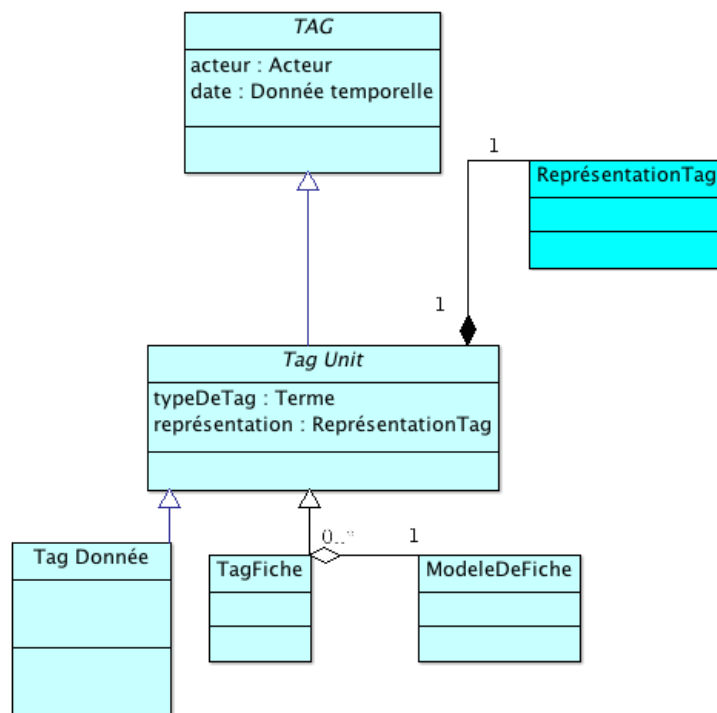 TAG
acteur : Acteur
date : Donnée temporelle
1
ReprésentationTag
1
Tag Unit
typeDeTag : Terme
représentation : ReprésentationTag
Tag Donnée
0..*
1
TagFiche
ModeleDeFiche